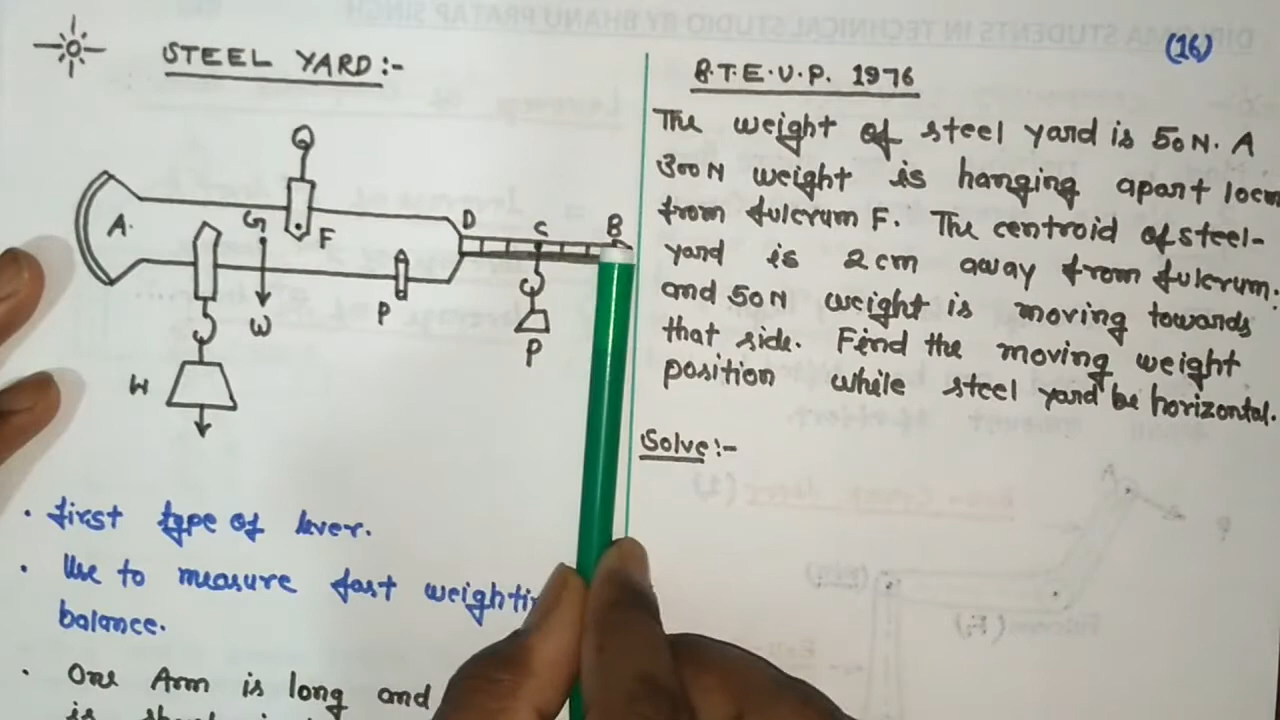 STEEL YARD:-
A.
G
F
D
C
B
P
W
P
W
. first type of lever.
. Use to measure fast
balance.
. One Arm is long and
(16)
B.T.E.U.P. 1976
The weight of steel yard is 50N. A
300N weight is hanging apart 10cm
from fulcrum F. The centroid of steel-
yard is 2cm away from fulcrum.
and 50N weight is moving towards
that side. Find the moving weight
position while steel yard be horizontal.
Solve:-